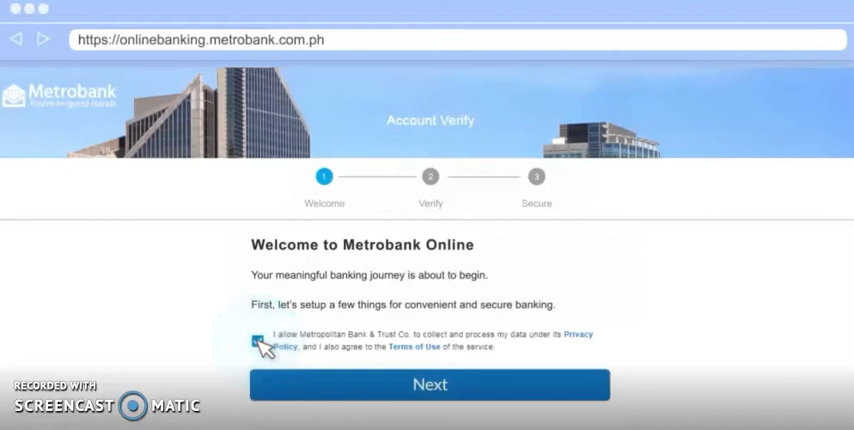 https://onlinebanking.metrobank.com.ph
Metrobank
You're in good hands
Account Verify
1
2
3
Welcome
Verify
Secure
Welcome to Metrobank Online
Your meaningful banking journey is about to begin.
First, let's setup a few things for convenient and secure banking.
I allow Metropolitan Bank & Trust Co. to collect and process my data under its Privacy
Policy, and I also agree to the Terms of Use of the service.
Next
RECORDED WITH
SCREENCAST MATIC